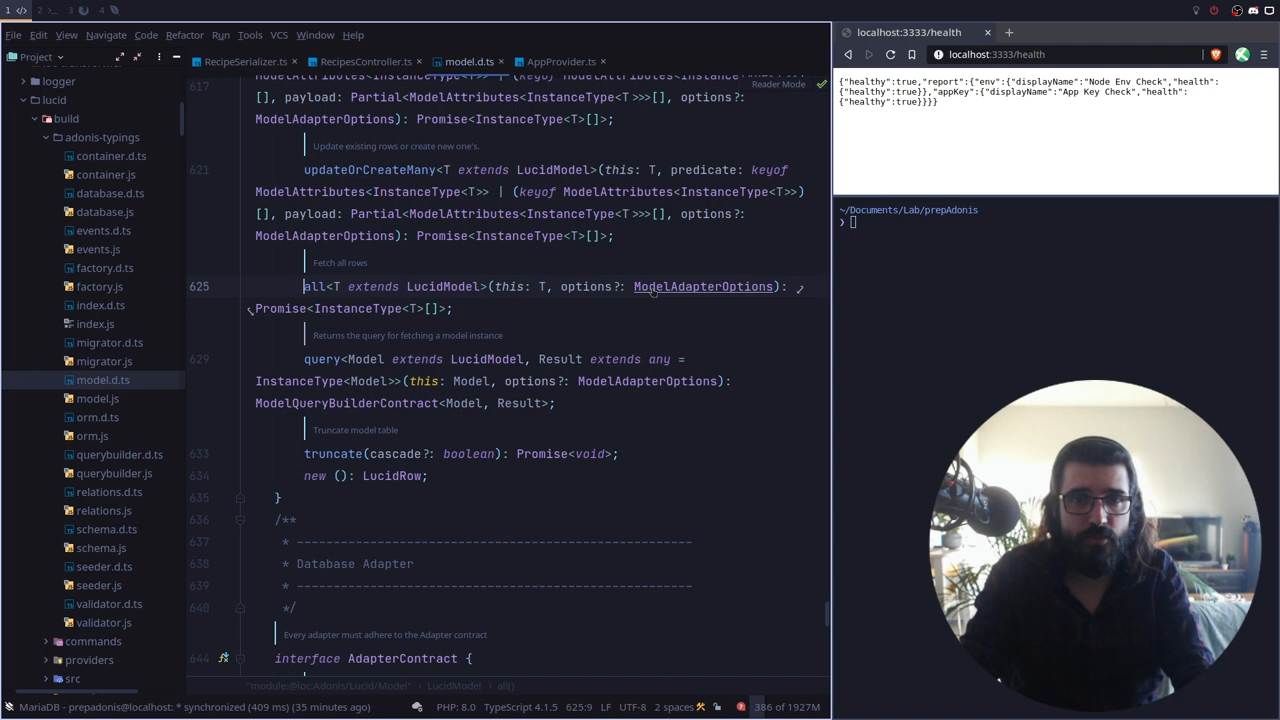 1 </>
2 >_
3
4
File Edit View Navigate Code Refactor Run Tools VCS Window Help
Project
logger
lucid
build
adonis-typings
container.d.ts
container.js
database.d.ts
database.js
events.d.ts
events.js
factory.d.ts
factory.js
index.d.ts
index.js
migrator.d.ts
migrator.js
model.d.ts
model.js
orm.d.ts
orm.js
querybuilder.d.ts
querybuilder.js
relations.d.ts
relations.js
schema.d.ts
schema.js
seeder.d.ts
seeder.js
validator.d.ts
validator.js
commands
providers
src
RecipeSerializer.ts RecipesController.ts model.d.ts AppProvider.ts
Reader Mode
617
[], payload: Partial<ModelAttributes<InstanceType<T>>>[], options?:
ModelAdapterOptions): Promise<InstanceType<T>[]>;
Update existing rows or create new one's.
621 updateOrCreateMany<T extends LucidModel>(this: T, predicate: keyof
ModelAttributes<InstanceType<T>> | (keyof ModelAttributes<InstanceType<T>>)
[], payload: Partial<ModelAttributes<InstanceType<T>>>[], options?:
ModelAdapterOptions): Promise<InstanceType<T>[]>;
Fetch all rows
625 all<T extends LucidModel>(this: T, options?: ModelAdapterOptions):
Promise<InstanceType<T>[]>;
Returns the query for fetching a model instance
629 query<Model extends LucidModel, Result extends any =
InstanceType<Model>>(this: Model, options?: ModelAdapterOptions):
ModelQueryBuilderContract<Model, Result>;
Truncate model table
633 truncate(cascade?: boolean): Promise<void>;
634 new (): LucidRow;
635 }
636 /**
637 * ------------------------------------------------------
638 * Database Adapter
639 * ------------------------------------------------------
640 */
Every adapter must adhere to the Adapter contract
644 interface AdapterContract {
"module:@ioc:Adonis/Lucid/Model" LucidModel all()
MariaDB - prepadonis@localhost: * synchronized (409 ms) (35 minutes ago) PHP: 8.0 TypeScript 4.1.5 625:9 LF UTF-8 2 spaces 386 of 1927M
localhost:3333/health
localhost:3333/health
{"healthy":true,"report":{"env":{"displayName":"Node Env Check","health":
{"healthy":true}},"appKey":{"displayName":"App Key Check","health":
{"healthy":true}}}}
~/Documents/Lab/prepAdonis
❯